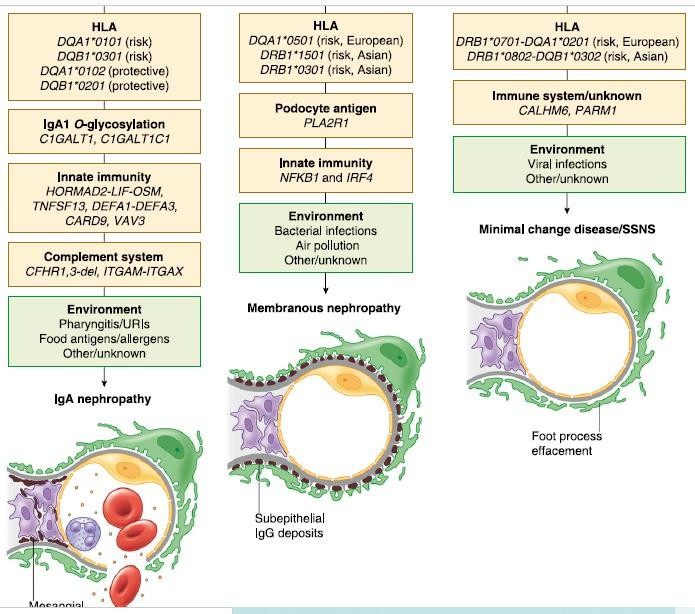 HLA
DQA1*0101 (risk)
DQB1*0301 (risk)
DQA1*0102 (protective)
DQB1*0201 (protective)
IgA1 O-glycosylation
C1GALT1, C1GALT1C1
Innate immunity
HORMAD2-LIF-OSM,
TNFSF13, DEFA1-DEFA3,
CARD9, VAV3
Complement system
CFHR1,3-del, ITGAM-ITGAX
Environment
Pharyngitis/URIs
Food antigens/allergens
Other/unknown
IgA nephropathy
Mesangial
HLA
DQA1*0501 (risk, European)
DRB1*1501 (risk, Asian)
DRB1*0301 (risk, Asian)
Podocyte antigen
PLA2R1
Innate immunity
NFKB1 and IRF4
Environment
Bacterial infections
Air pollution
Other/unknown
Membranous nephropathy
Subepithelial
IgG deposits
HLA
DRB1*0701-DQA1*0201 (risk, European)
DRB1*0802-DQB1*0302 (risk, Asian)
Immune system/unknown
CALHM6, PARM1
Environment
Viral infections
Other/unknown
Minimal change disease/SSNS
Foot process
effacement